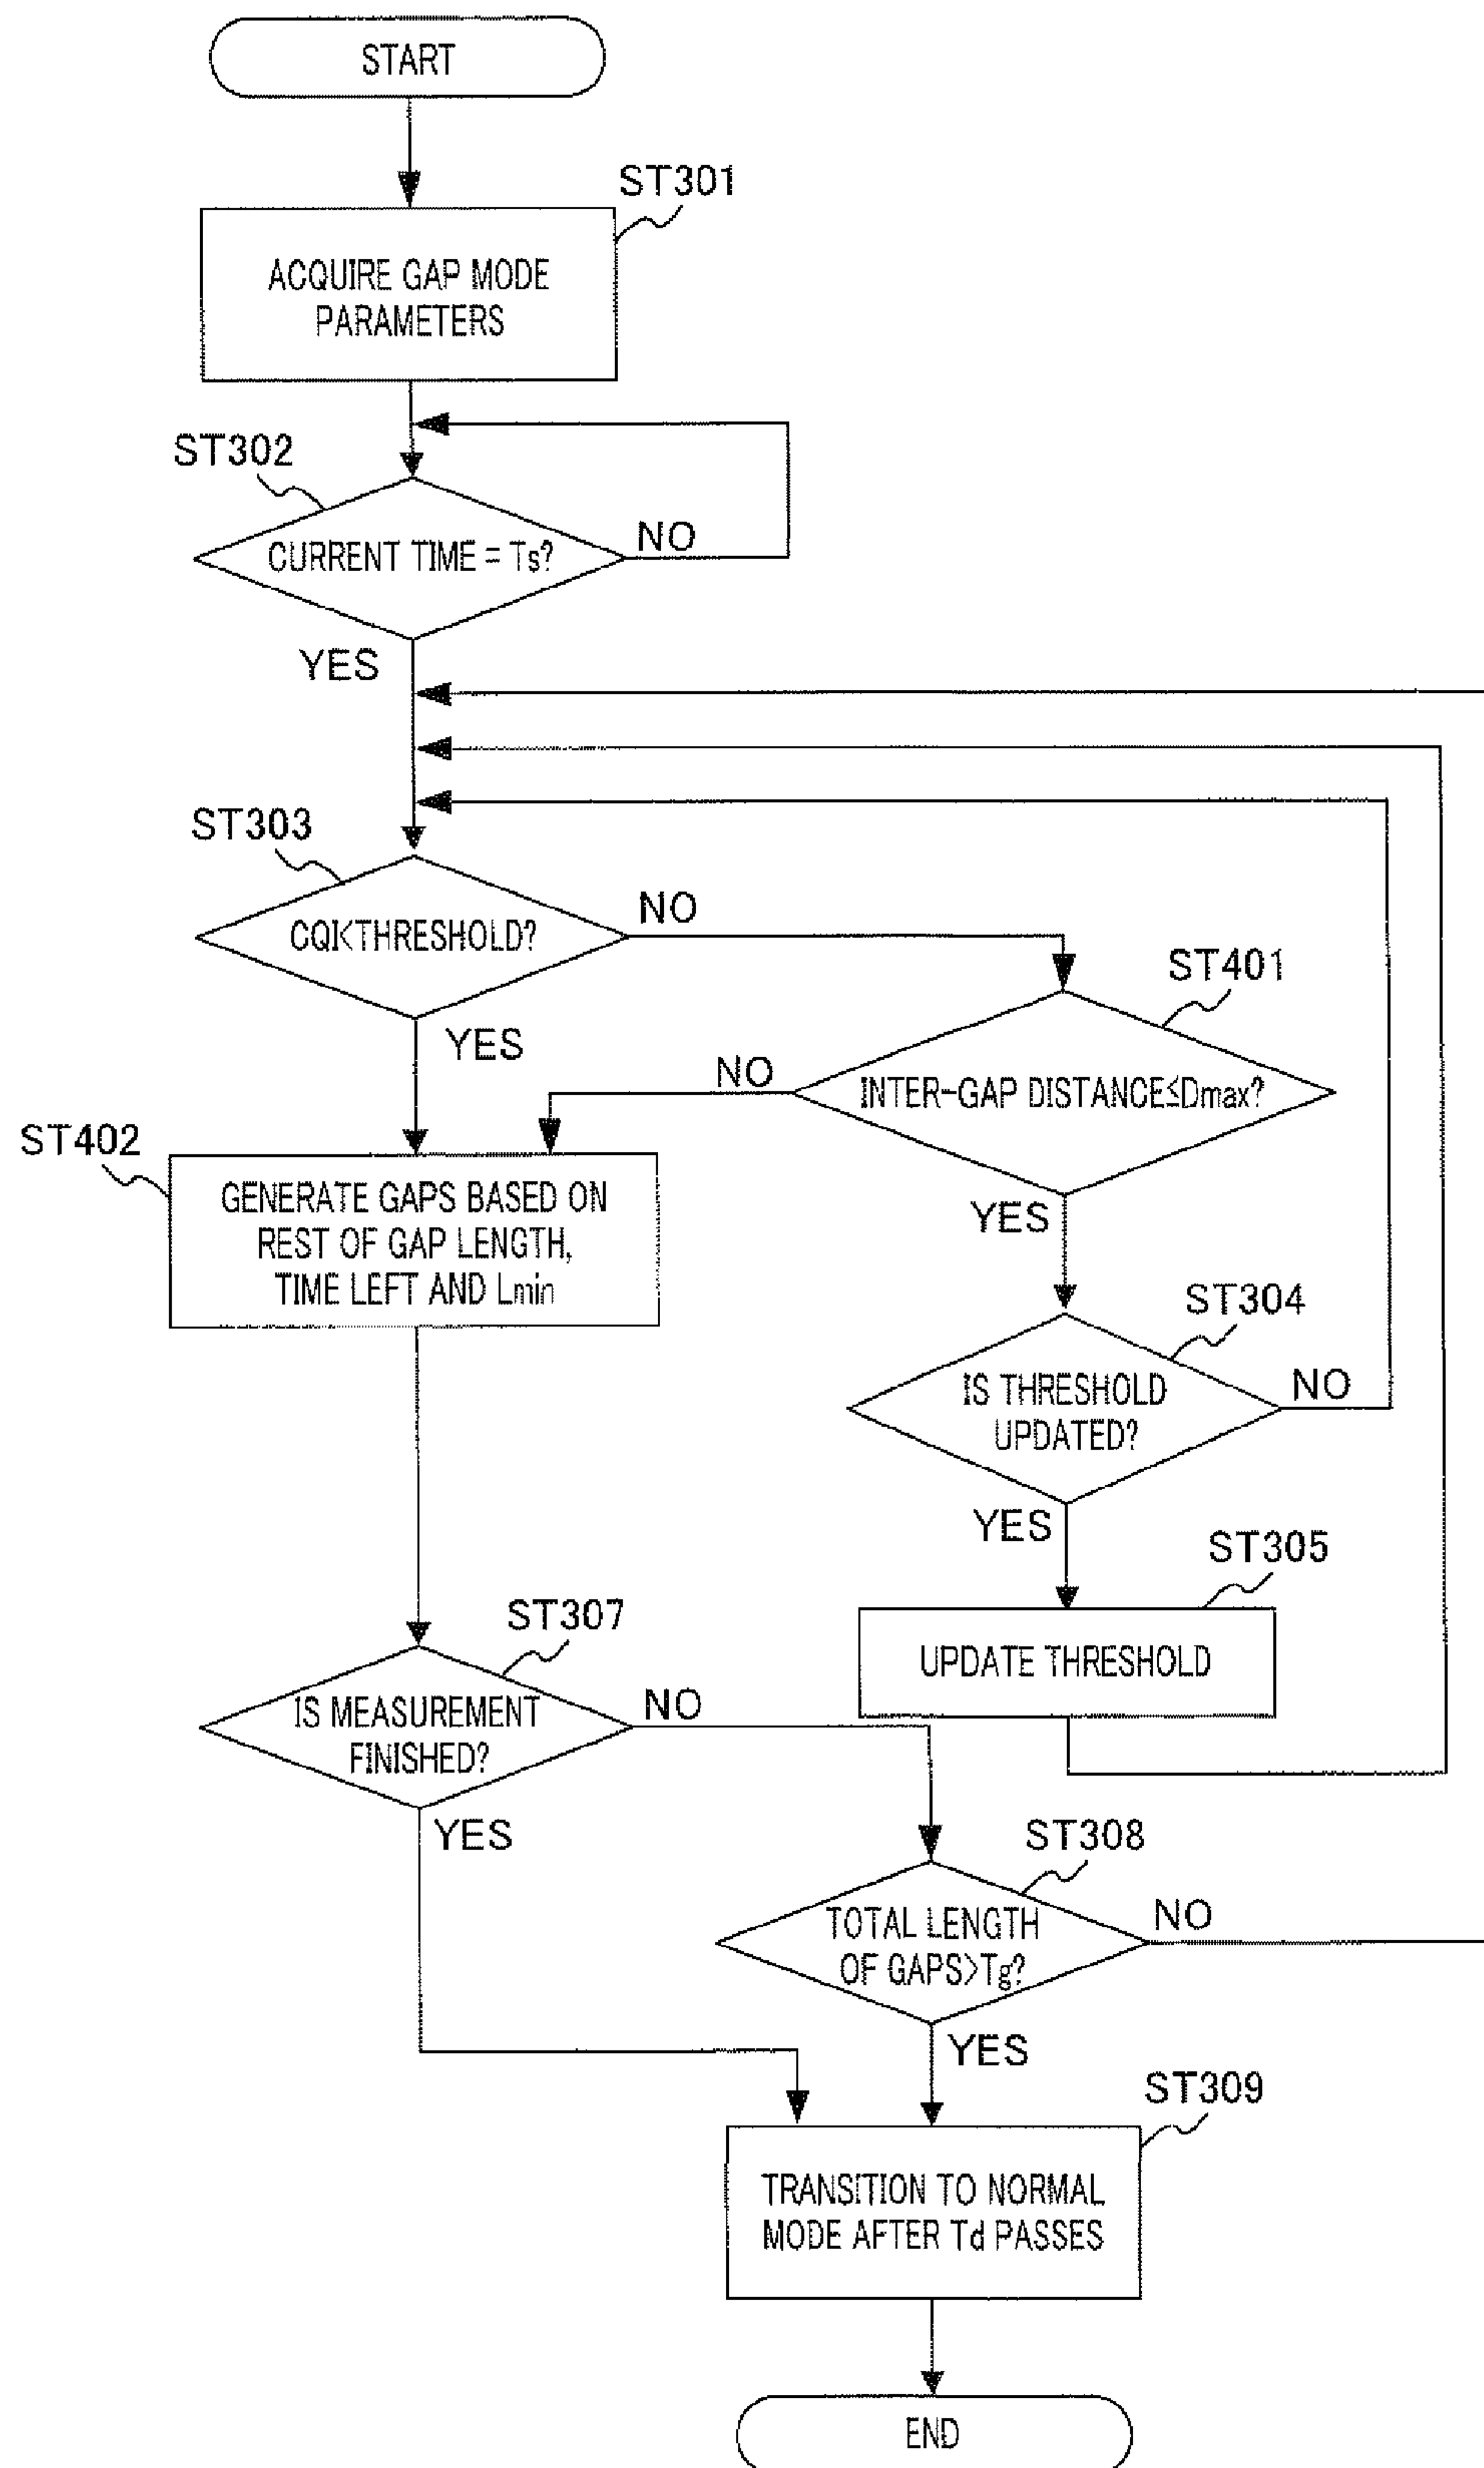 START
ST301
ACQUIRE GAP MODE
PARAMETERS
ST302
CURRENT TIME = Ts?
NO
YES
ST303
CQI<THRESHOLD?
NO
YES
ST401
INTER-GAP DISTANCE≦Dmax?
NO
YES
ST402
GENERATE GAPS BASED ON
REST OF GAP LENGTH,
TIME LEFT AND Lmin
ST304
IS THRESHOLD
UPDATED?
NO
YES
ST305
UPDATE THRESHOLD
ST307
IS MEASUREMENT
FINISHED?
NO
YES
ST308
TOTAL LENGTH
OF GAPS>Tg?
NO
YES
ST309
TRANSITION TO NORMAL
MODE AFTER Td PASSES
END